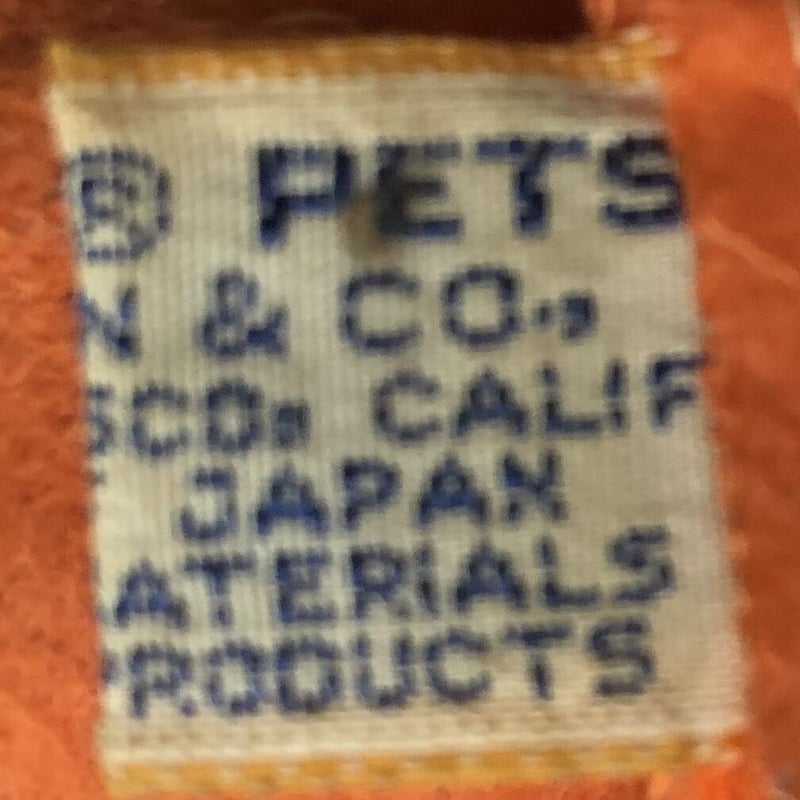 ® PETS
N & CO.,
SCO, CALIF
JAPAN
ATERIALS
PRODUCTS